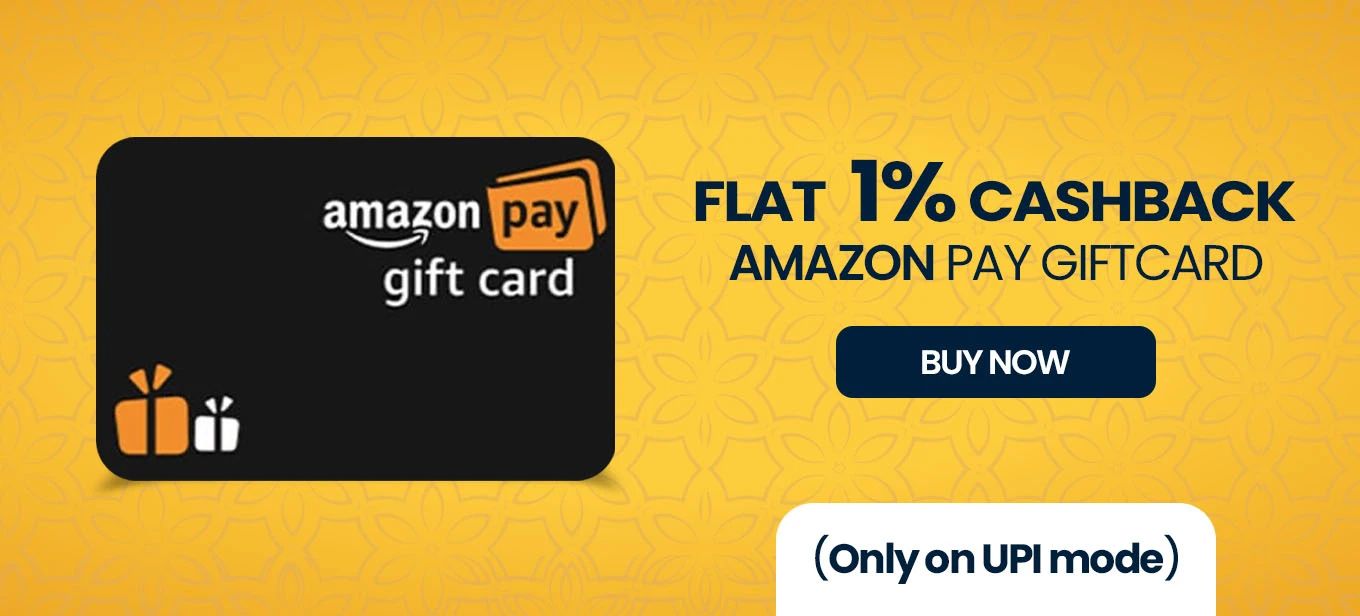 amazon pay
gift card
FLAT 1% CASHBACK
AMAZON PAY GIFTCARD
BUY NOW
(Only on UPI mode)